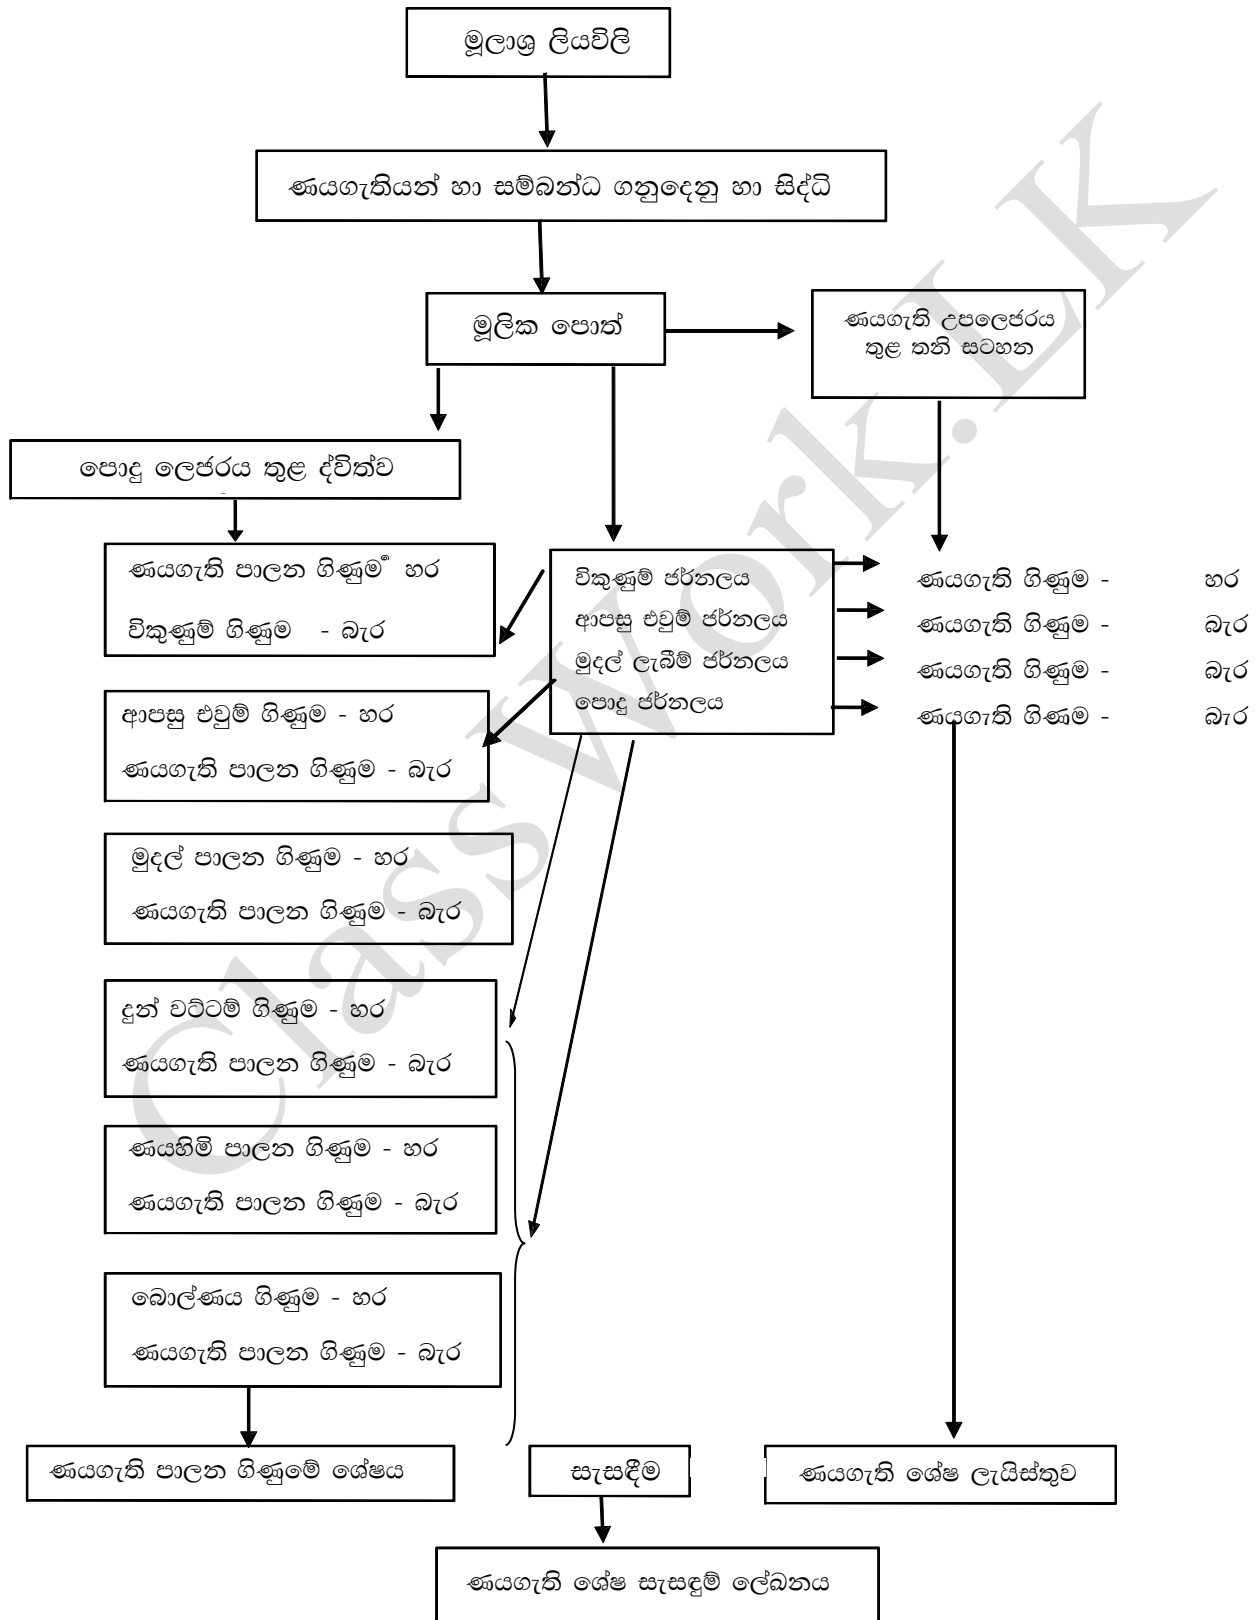 මූලාශ්‍ර ලියවිලි
ණයගැතියන් හා සම්බන්ධ ගනුදෙනු හා සිද්ධි
මූලික පොත්
ණයගැති උපලෙජරය
තුළ තනි සටහන
පොදු ලෙජරය තුළ ද්විත්ව
ණයගැති පාලන ගිණුම හර
විකුණුම් ගිණුම - බැර
විකුණුම් ජර්නලය
ආපසු එවුම් ජර්නලය
මුදල් ලැබීම් ජර්නලය
පොදු ජර්නලය
ණයගැති ගිණුම - හර
ණයගැති ගිණුම - බැර
ණයගැති ගිණුම - බැර
ණයගැති ගිණම - බැර
ආපසු එවුම් ගිණුම - හර
ණයගැති පාලන ගිණුම - බැර
මුදල් පාලන ගිණුම - හර
ණයගැති පාලන ගිණුම - බැර
දුන් වට්ටම් ගිණුම - හර
ණයගැති පාලන ගිණුම - බැර
ණයහිමි පාලන ගිණුම - හර
ණයගැති පාලන ගිණුම - බැර
බොල්ණය ගිණුම - හර
ණයගැති පාලන ගිණුම - බැර
ණයගැති පාලන ගිණුමේ ශේෂය
සැසඳීම
ණයගැති ශේෂ ලැයිස්තුව
ණයගැති ශේෂ සැසඳුම් ලේඛනය
ClassWork.LK